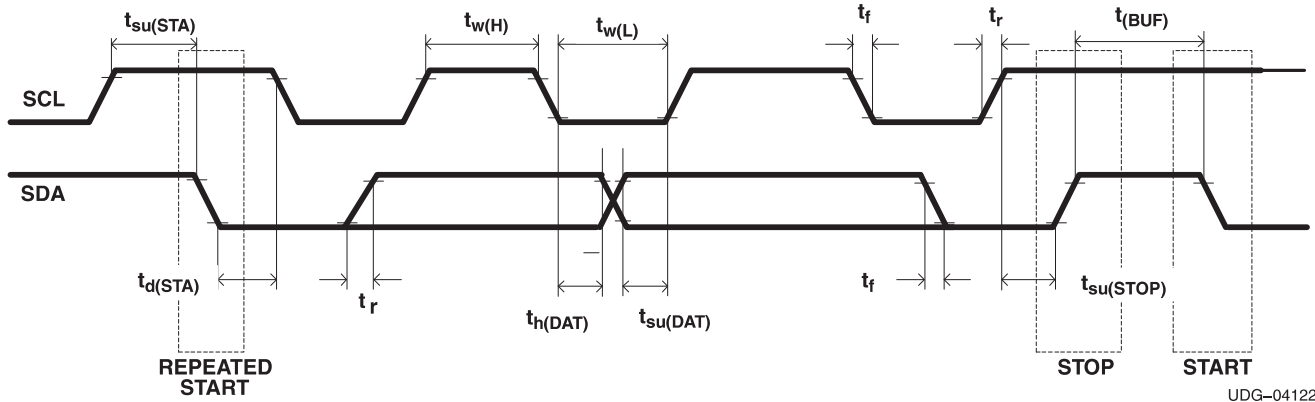 tsu(STA)
tw(H)
tw(L)
tf
tr
t(BUF)
SCL
SDA
td(STA)
tr
th(DAT)
tsu(DAT)
tf
tsu(STOP)
REPEATED
START
STOP
START
UDG–04122